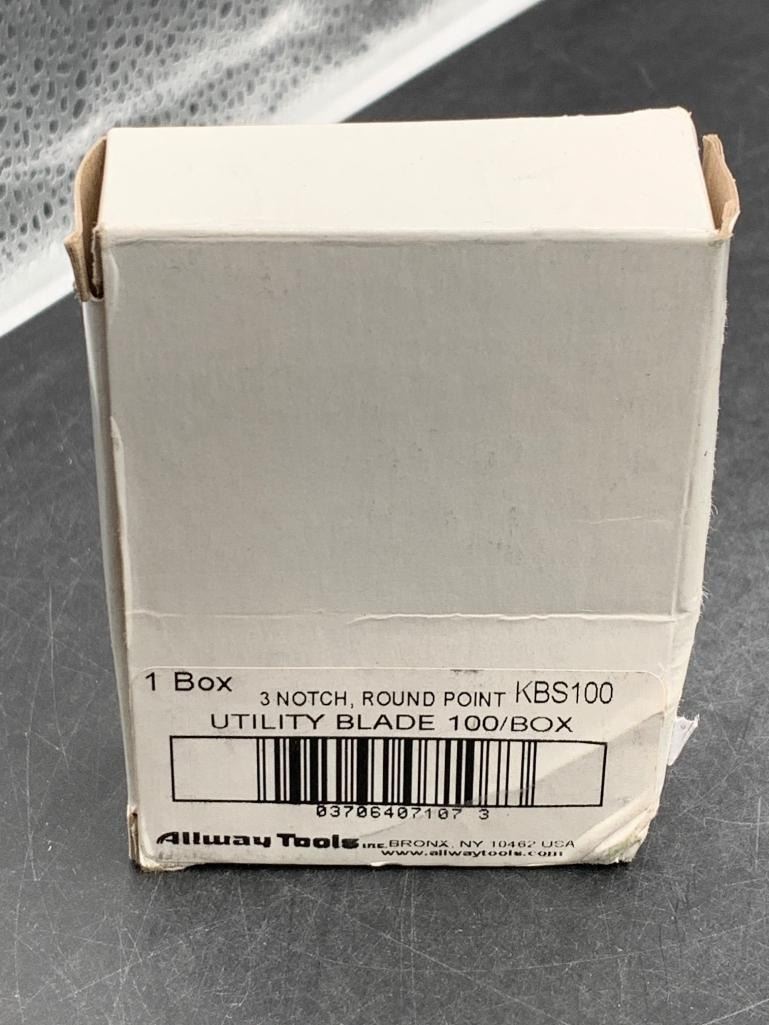 1 Box
3 NOTCH, ROUND POINT KBS100
UTILITY BLADE 100/BOX
03706407107 3
Allway Tools inc. BRONX, NY 10462 USA
www.allwaytools.com